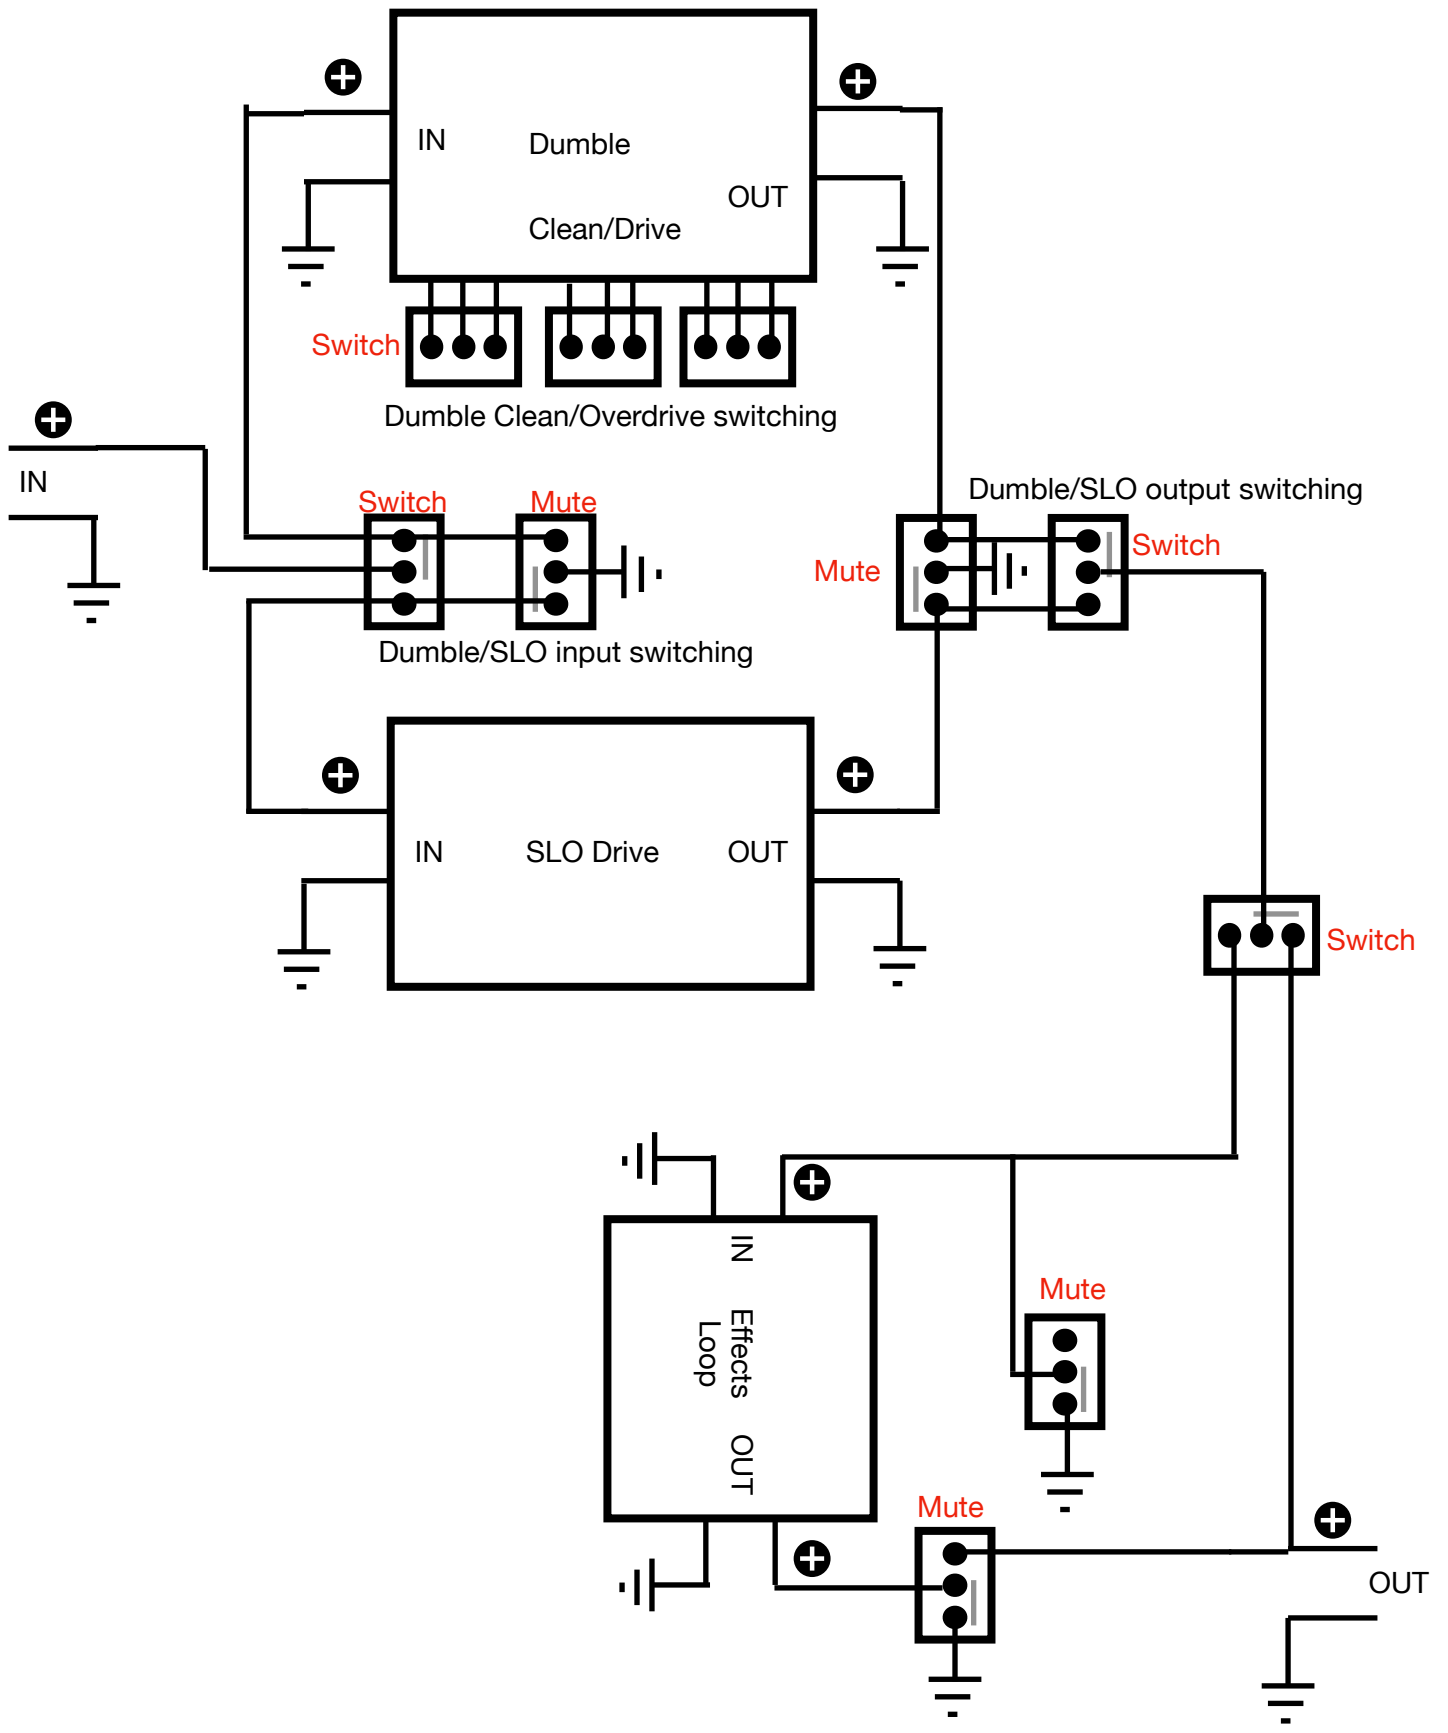 IN
Dumble
OUT
Clean/Drive
Switch
Dumble Clean/Overdrive switching
IN
Switch
Mute
Dumble/SLO output switching
Mute
Switch
Dumble/SLO input switching
IN
SLO Drive
OUT
Switch
IN
Effects
Loop
OUT
Mute
Mute
OUT